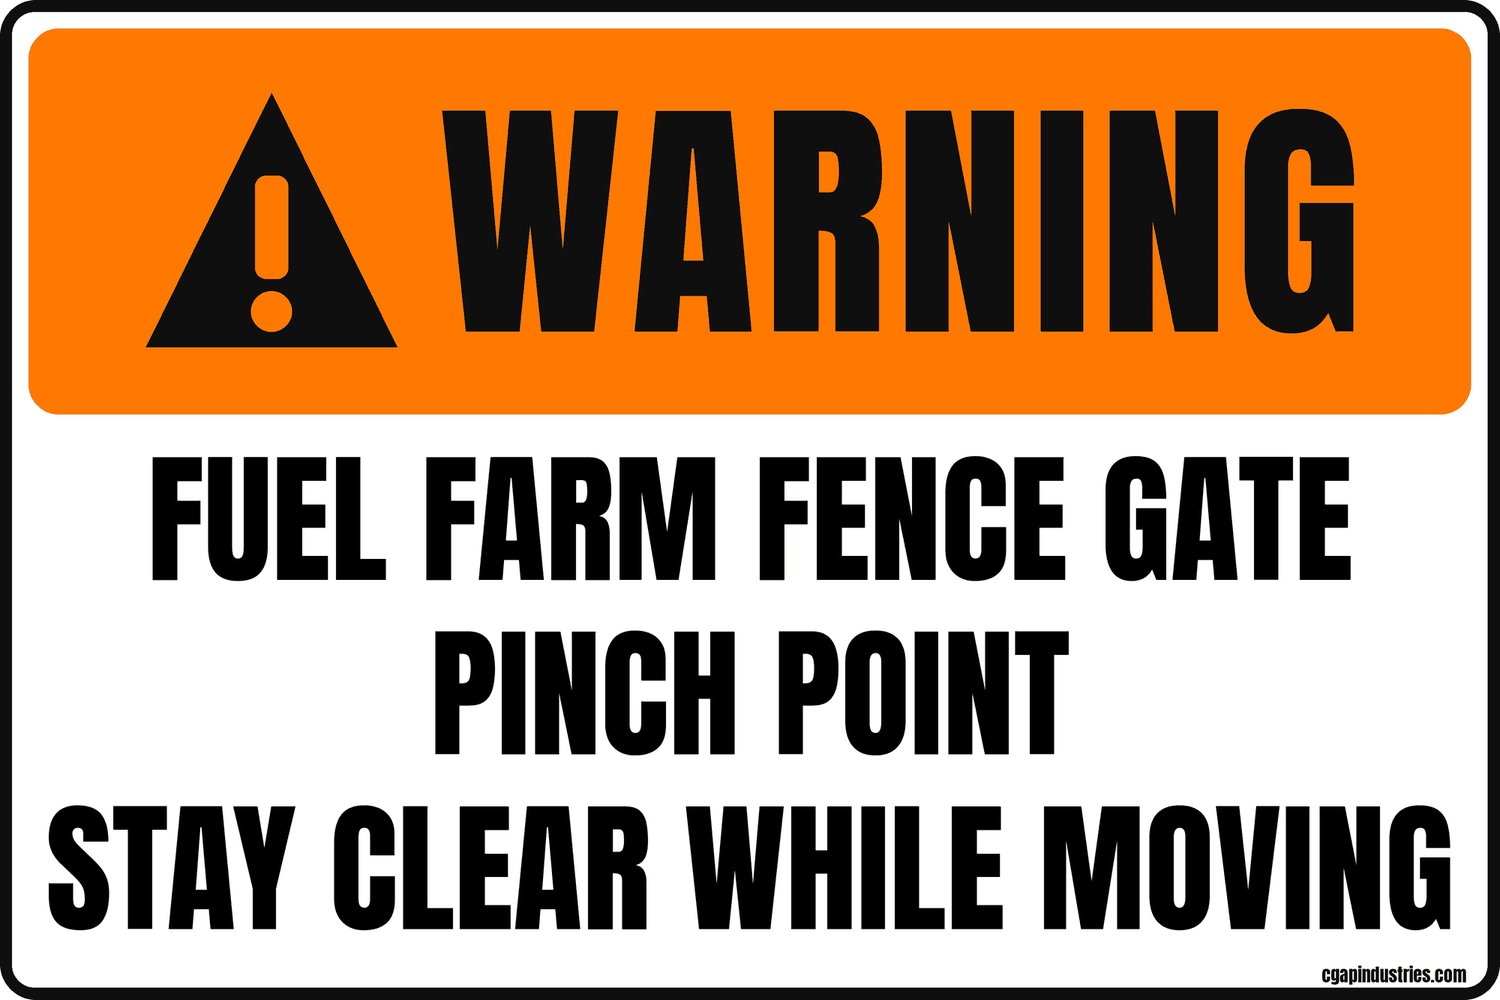 WARNING
FUEL FARM FENCE GATE
PINCH POINT
STAY CLEAR WHILE MOVING
cgapindustries.com